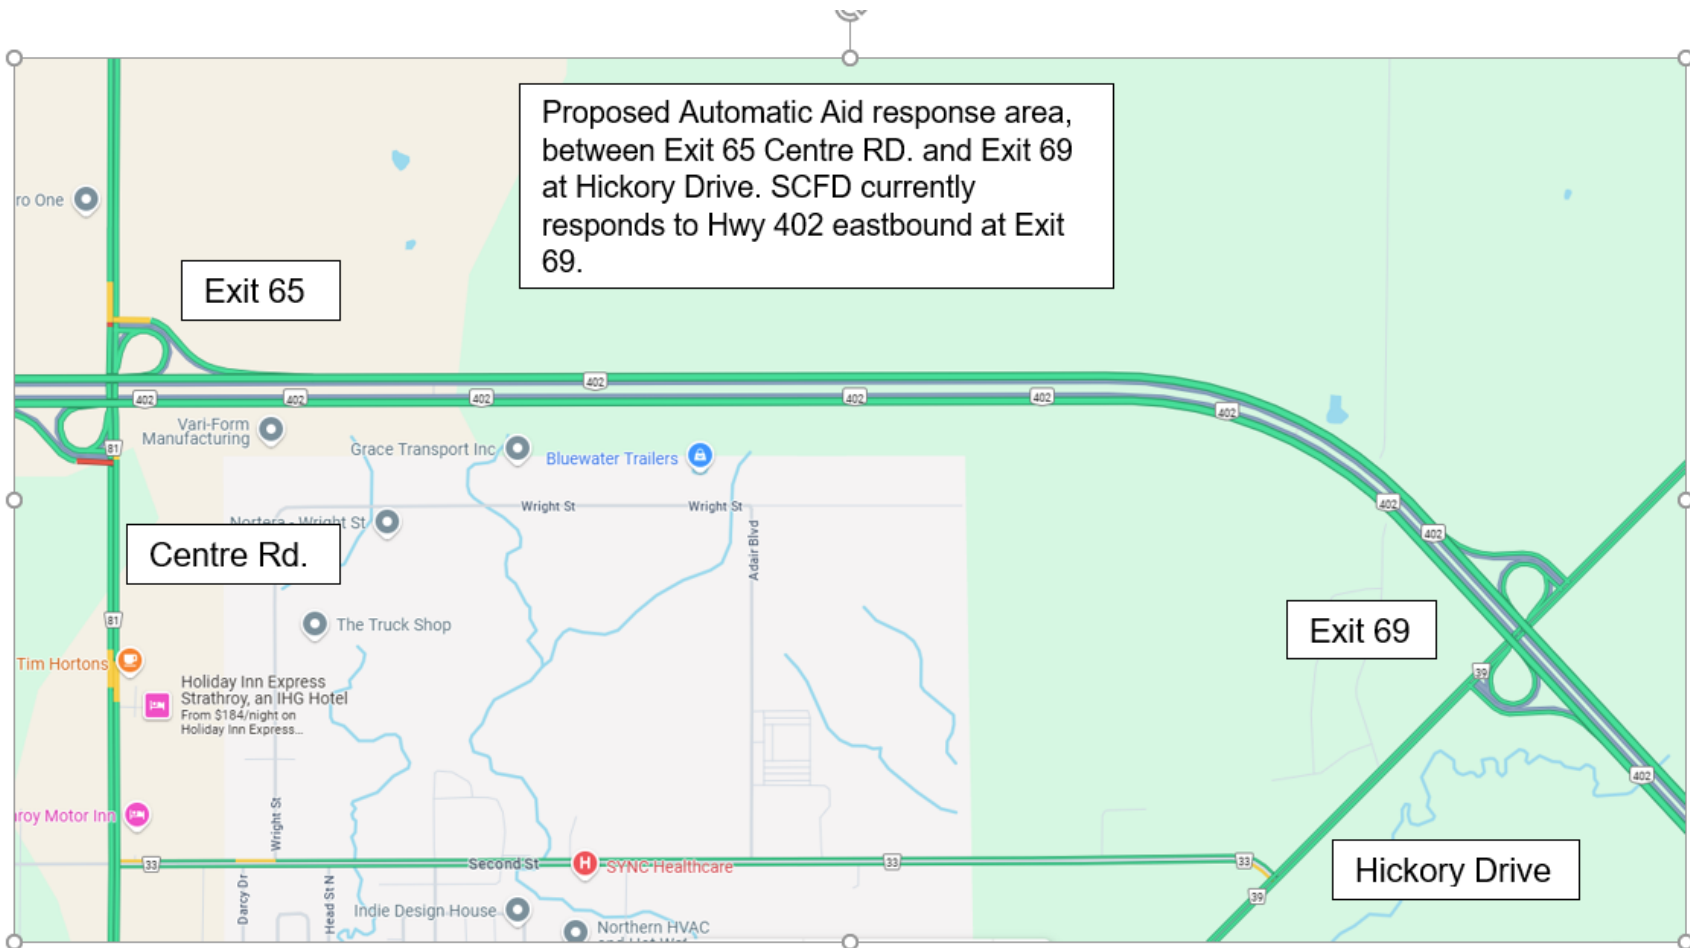 Proposed Automatic Aid response area,
between Exit 65 Centre RD. and Exit 69
at Hickory Drive. SCFD currently
responds to Hwy 402 eastbound at Exit
69.
ro One
Exit 65
402
402
402
402
402
402
402
Vari-Form
Manufacturing
81
Grace Transport Inc
Bluewater Trailers
402
402
Wright St
Wright St
Nortera - Wright St
Adair Blvd
Centre Rd.
81
The Truck Shop
Exit 69
Tim Hortons
39
Holiday Inn Express
Strathroy, an IHG Hotel
From $184/night on
Holiday Inn Express...
402
Wright St
roy Motor Inn
33
Second St
H
SYNC Healthcare
33
33
Hickory Drive
39
Darcy Dr
Head St N
Indie Design House
Northern HVAC